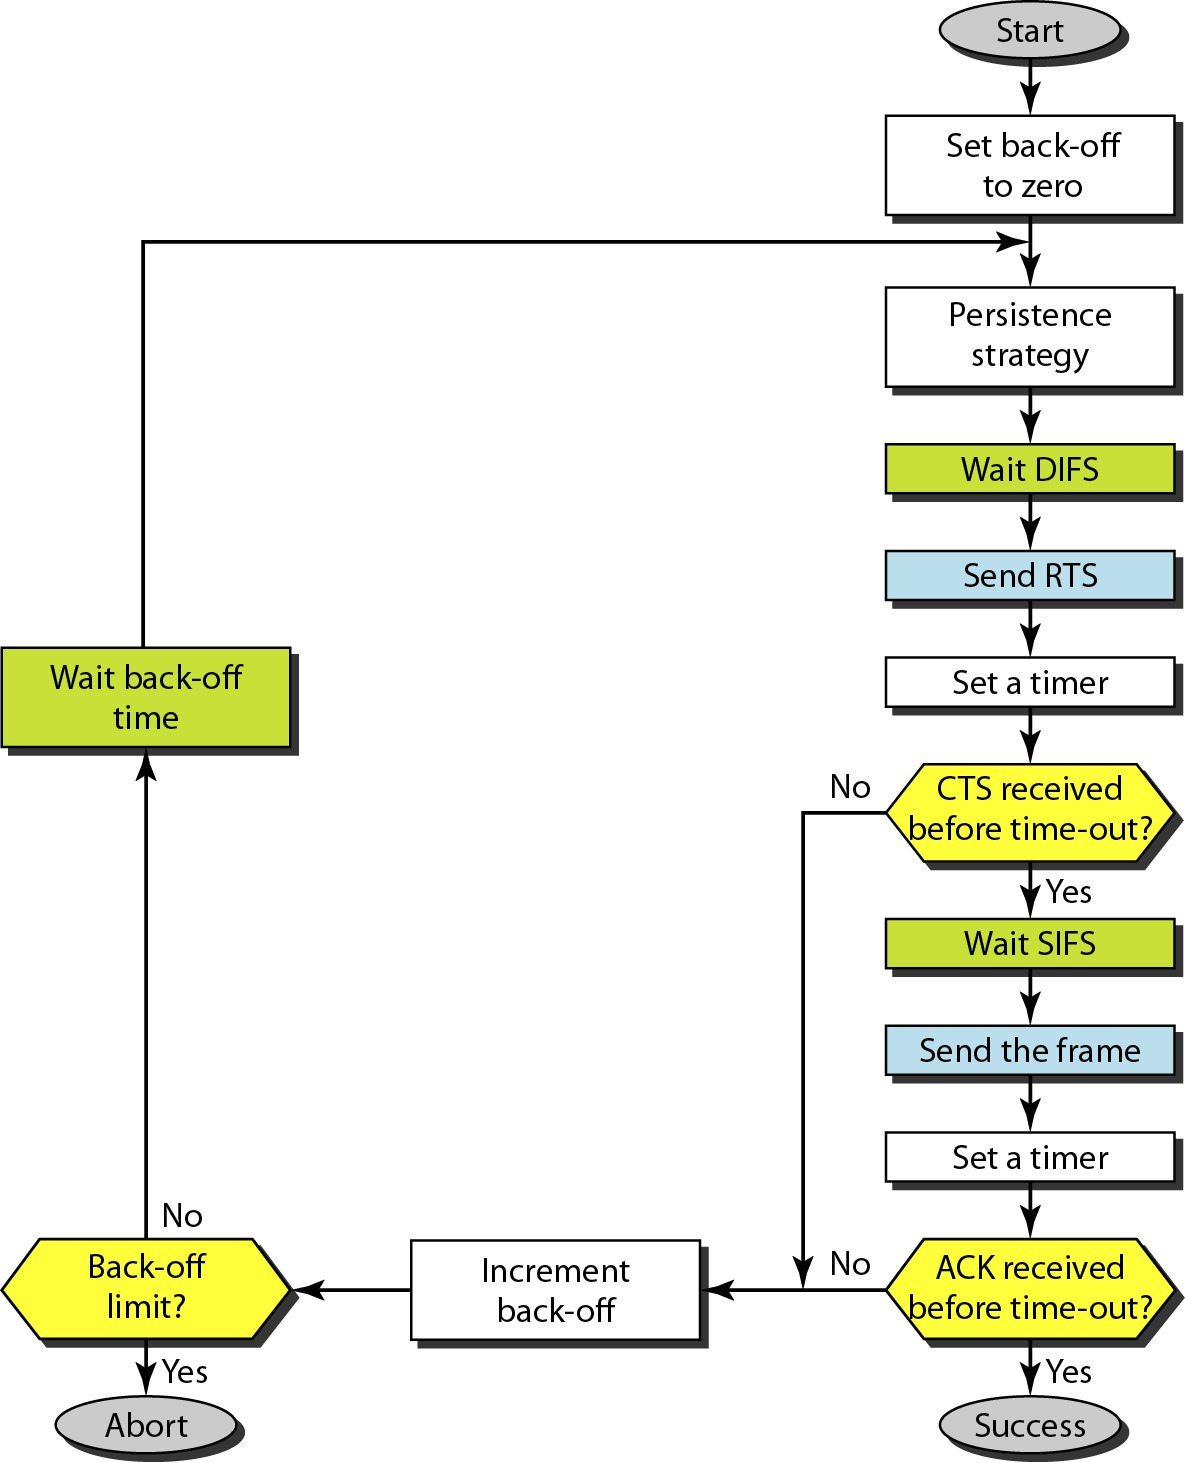 Start
Set back-off
to zero
Persistence
strategy
Wait DIFS
Send RTS
Wait back-off
time
Set a timer
No
CTS received
before time-out?
Yes
Wait SIFS
Send the frame
Set a timer
No
Back-off
limit?
Increment
back-off
No
ACK received
before time-out?
Yes
Yes
Abort
Success